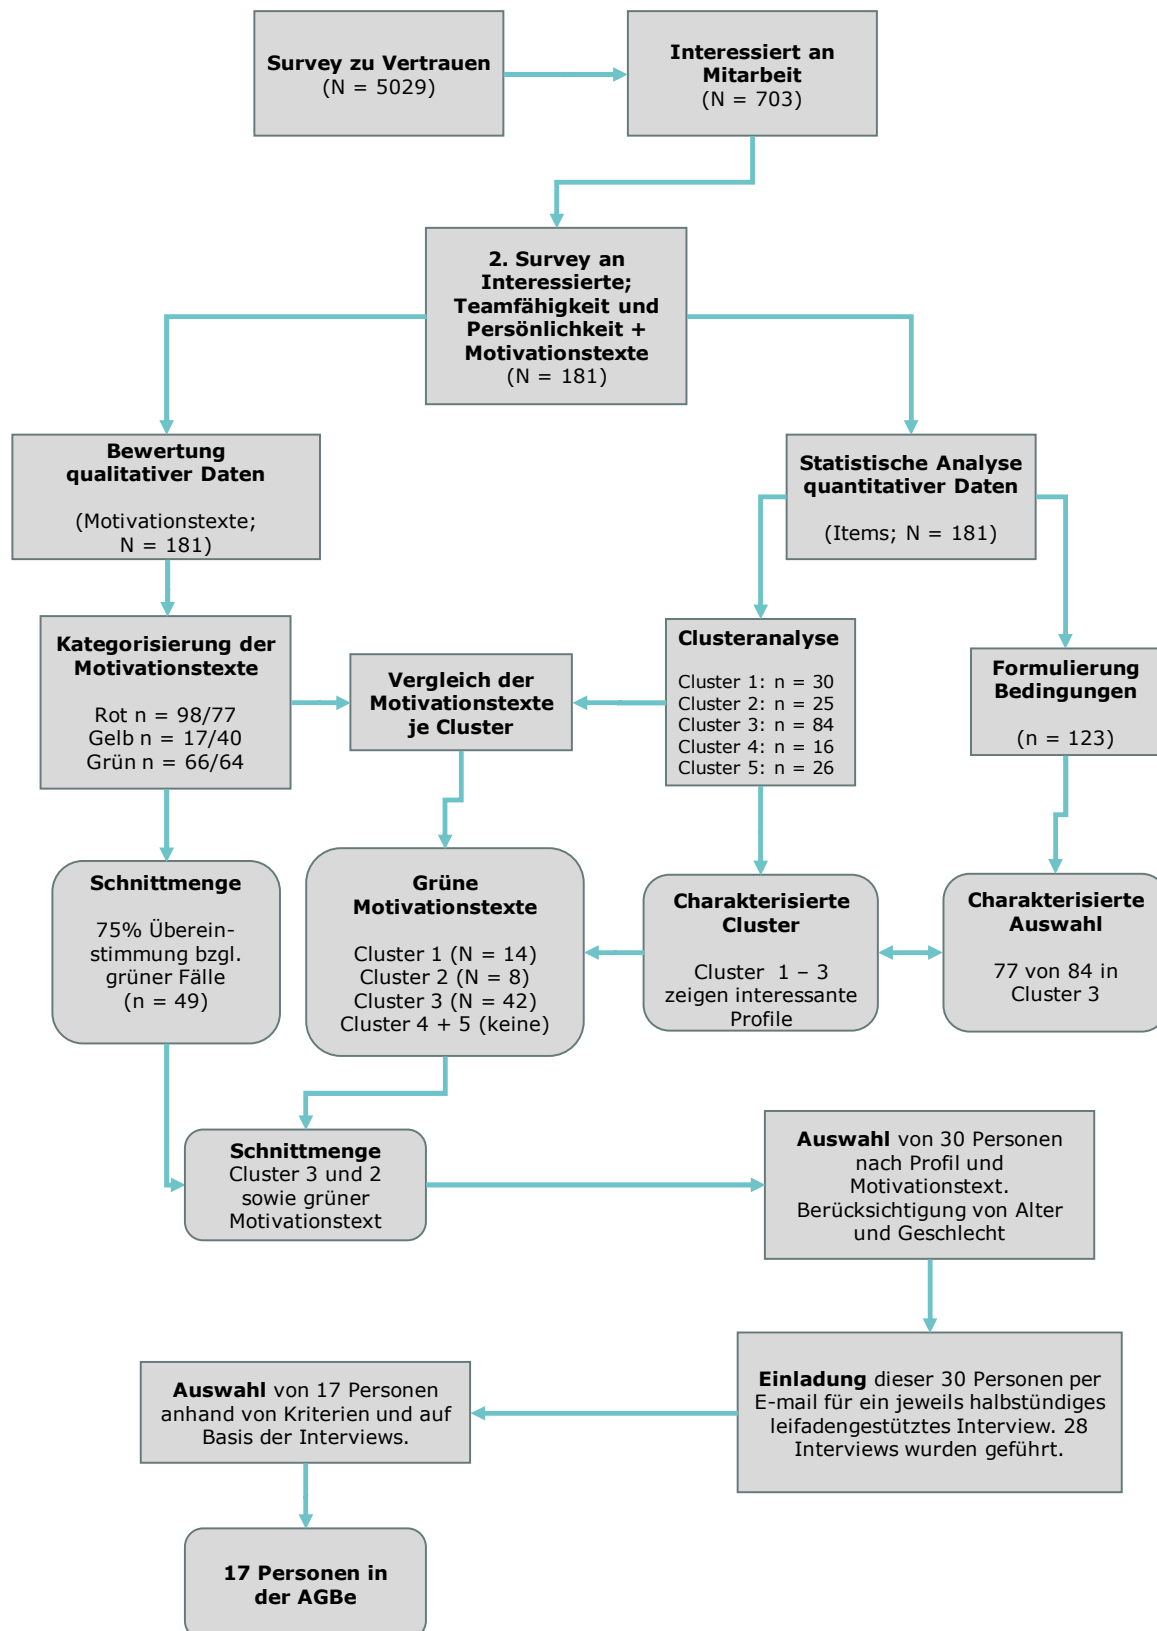 Survey zu Vertrauen
(N = 5029)
Interessiert an
Mitarbeit
(N = 703)
2. Survey an
Interessierte;
Teamfähigkeit und
Persönlichkeit +
Motivationstexte
(N = 181)
Bewertung
qualitativer Daten
(Motivationstexte;
N = 181)
Statistische Analyse
quantitativer Daten
(Items; N = 181)
Kategorisierung der
Motivationstexte
Rot n = 98/77
Gelb n = 17/40
Grün n = 66/64
Vergleich der
Motivationstexte
je Cluster
Clusteranalyse
Cluster 1: n = 30
Cluster 2: n = 25
Cluster 3: n = 84
Cluster 4: n = 16
Cluster 5: n = 26
Formulierung
Bedingungen
(n = 123)
Schnittmenge
75% Überein-
stimmung bzgl.
grüner Fälle
(n = 49)
Grüne
Motivationstexte
Cluster 1 (N = 14)
Cluster 2 (N = 8)
Cluster 3 (N = 42)
Cluster 4 + 5 (keine)
Charakterisierte
Cluster
Cluster 1 – 3
zeigen interessante
Profile
Charakterisierte
Auswahl
77 von 84 in
Cluster 3
Schnittmenge
Cluster 3 und 2
sowie grüner
Motivationstext
Auswahl von 30 Personen
nach Profil und
Motivationstext.
Berücksichtigung von Alter
und Geschlecht
Einladung dieser 30 Personen per
E-mail für ein jeweils halbstündiges
leifadengestütztes Interview. 28
Interviews wurden geführt.
Auswahl von 17 Personen
anhand von Kriterien und auf
Basis der Interviews.
17 Personen in
der AGBe